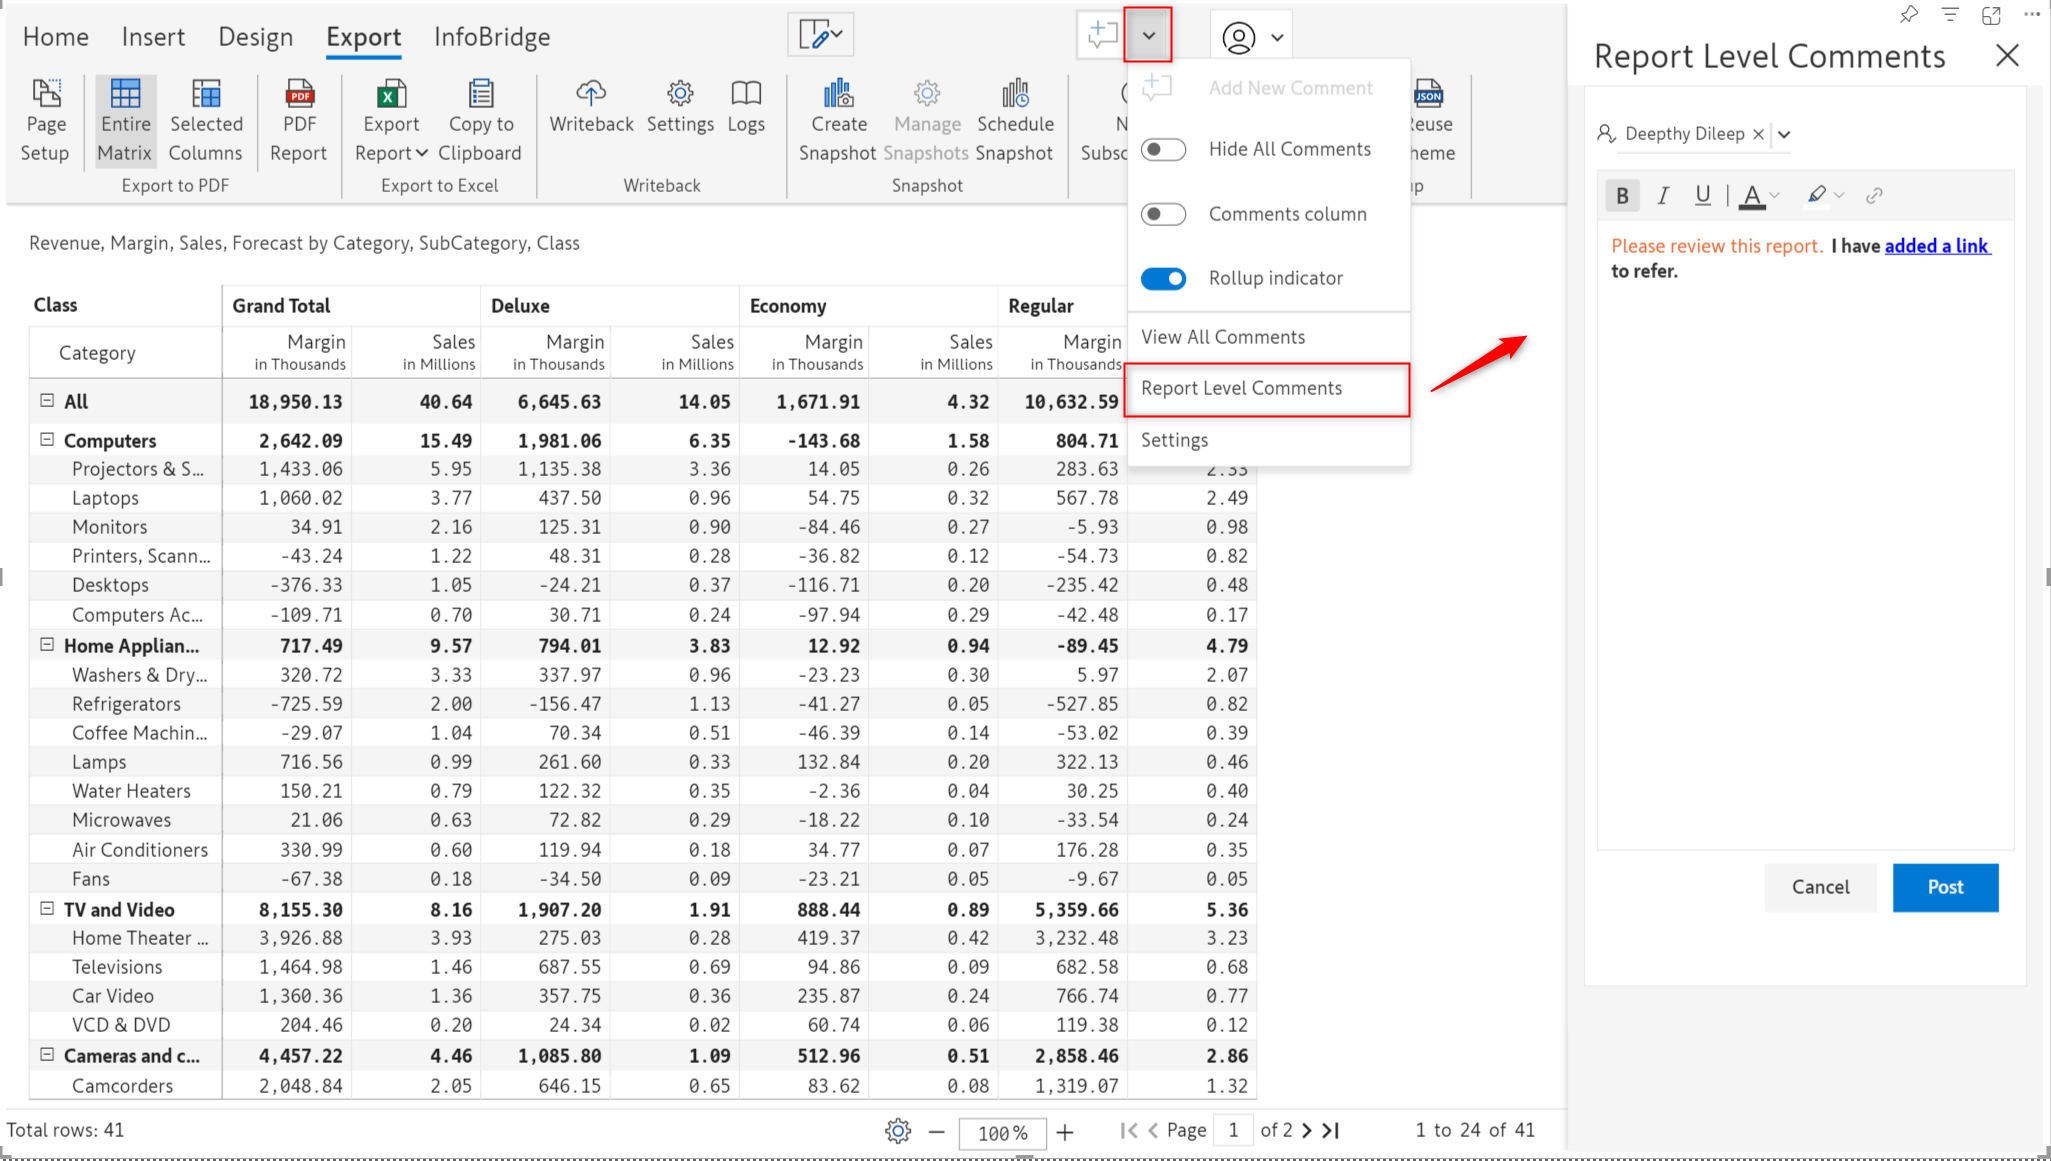 Home Insert Design Export InfoBridge
Page Setup
Entire Matrix
Selected Columns
PDF
PDF Report
Export to PDF
X
Export Report
Copy to Clipboard
Export to Excel
Writeback
Settings
Logs
Writeback
Create Snapshot
Manage Snapshots
Schedule Snapshot
Snapshot
JSON
Add New Comment
Hide All Comments
Comments column
Rollup indicator
View All Comments
Report Level Comments
Settings
Revenue, Margin, Sales, Forecast by Category, SubCategory, Class
Class Grand Total Deluxe Economy Regular
Category Margin Sales Margin Sales Margin Sales Margin
in Thousands in Millions in Thousands in Millions in Thousands in Millions in Thousands
All 18,950.13 40.64 6,645.63 14.05 1,671.91 4.32 10,632.59
Computers 2,642.09 15.49 1,981.06 6.35 -143.68 1.58 804.71
Projectors & S... 1,433.06 5.95 1,135.38 3.36 14.05 0.26 283.63 2.33
Laptops 1,060.02 3.77 437.50 0.96 54.75 0.32 567.78 2.49
Monitors 34.91 2.16 125.31 0.90 -84.46 0.27 -5.93 0.98
Printers, Scann... -43.24 1.22 48.31 0.28 -36.82 0.12 -54.73 0.82
Desktops -376.33 1.05 -24.21 0.37 -116.71 0.20 -235.42 0.48
Computers Ac... -109.71 0.70 30.71 0.24 -97.94 0.29 -42.48 0.17
Home Applian... 717.49 9.57 794.01 3.83 12.92 0.94 -89.45 4.79
Washers & Dry... 320.72 3.33 337.97 0.96 -23.23 0.30 5.97 2.07
Refrigerators -725.59 2.00 -156.47 1.13 -41.27 0.05 -527.85 0.82
Coffee Machin... -29.07 1.04 70.34 0.51 -46.39 0.14 -53.02 0.39
Lamps 716.56 0.99 261.60 0.33 132.84 0.20 322.13 0.46
Water Heaters 150.21 0.79 122.32 0.35 -2.36 0.04 30.25 0.40
Microwaves 21.06 0.63 72.82 0.29 -18.22 0.10 -33.54 0.24
Air Conditioners 330.99 0.60 119.94 0.18 34.77 0.07 176.28 0.35
Fans -67.38 0.18 -34.50 0.09 -23.21 0.05 -9.67 0.05
TV and Video 8,155.30 8.16 1,907.20 1.91 888.44 0.89 5,359.66 5.36
Home Theater ... 3,926.88 3.93 275.03 0.28 419.37 0.42 3,232.48 3.23
Televisions 1,464.98 1.46 687.55 0.69 94.86 0.09 682.58 0.68
Car Video 1,360.36 1.36 357.75 0.36 235.87 0.24 766.74 0.77
VCD & DVD 204.46 0.20 24.34 0.02 60.74 0.06 119.38 0.12
Cameras and c... 4,457.22 4.46 1,085.80 1.09 512.96 0.51 2,858.46 2.86
Camcorders 2,048.84 2.05 646.15 0.65 83.62 0.08 1,319.07 1.32
Total rows: 41 100% Page 1 of 2 1 to 24 of 41
Report Level Comments
Deepthy Dileep
B I U A
Please review this report. I have added a link
to refer.
Cancel Post